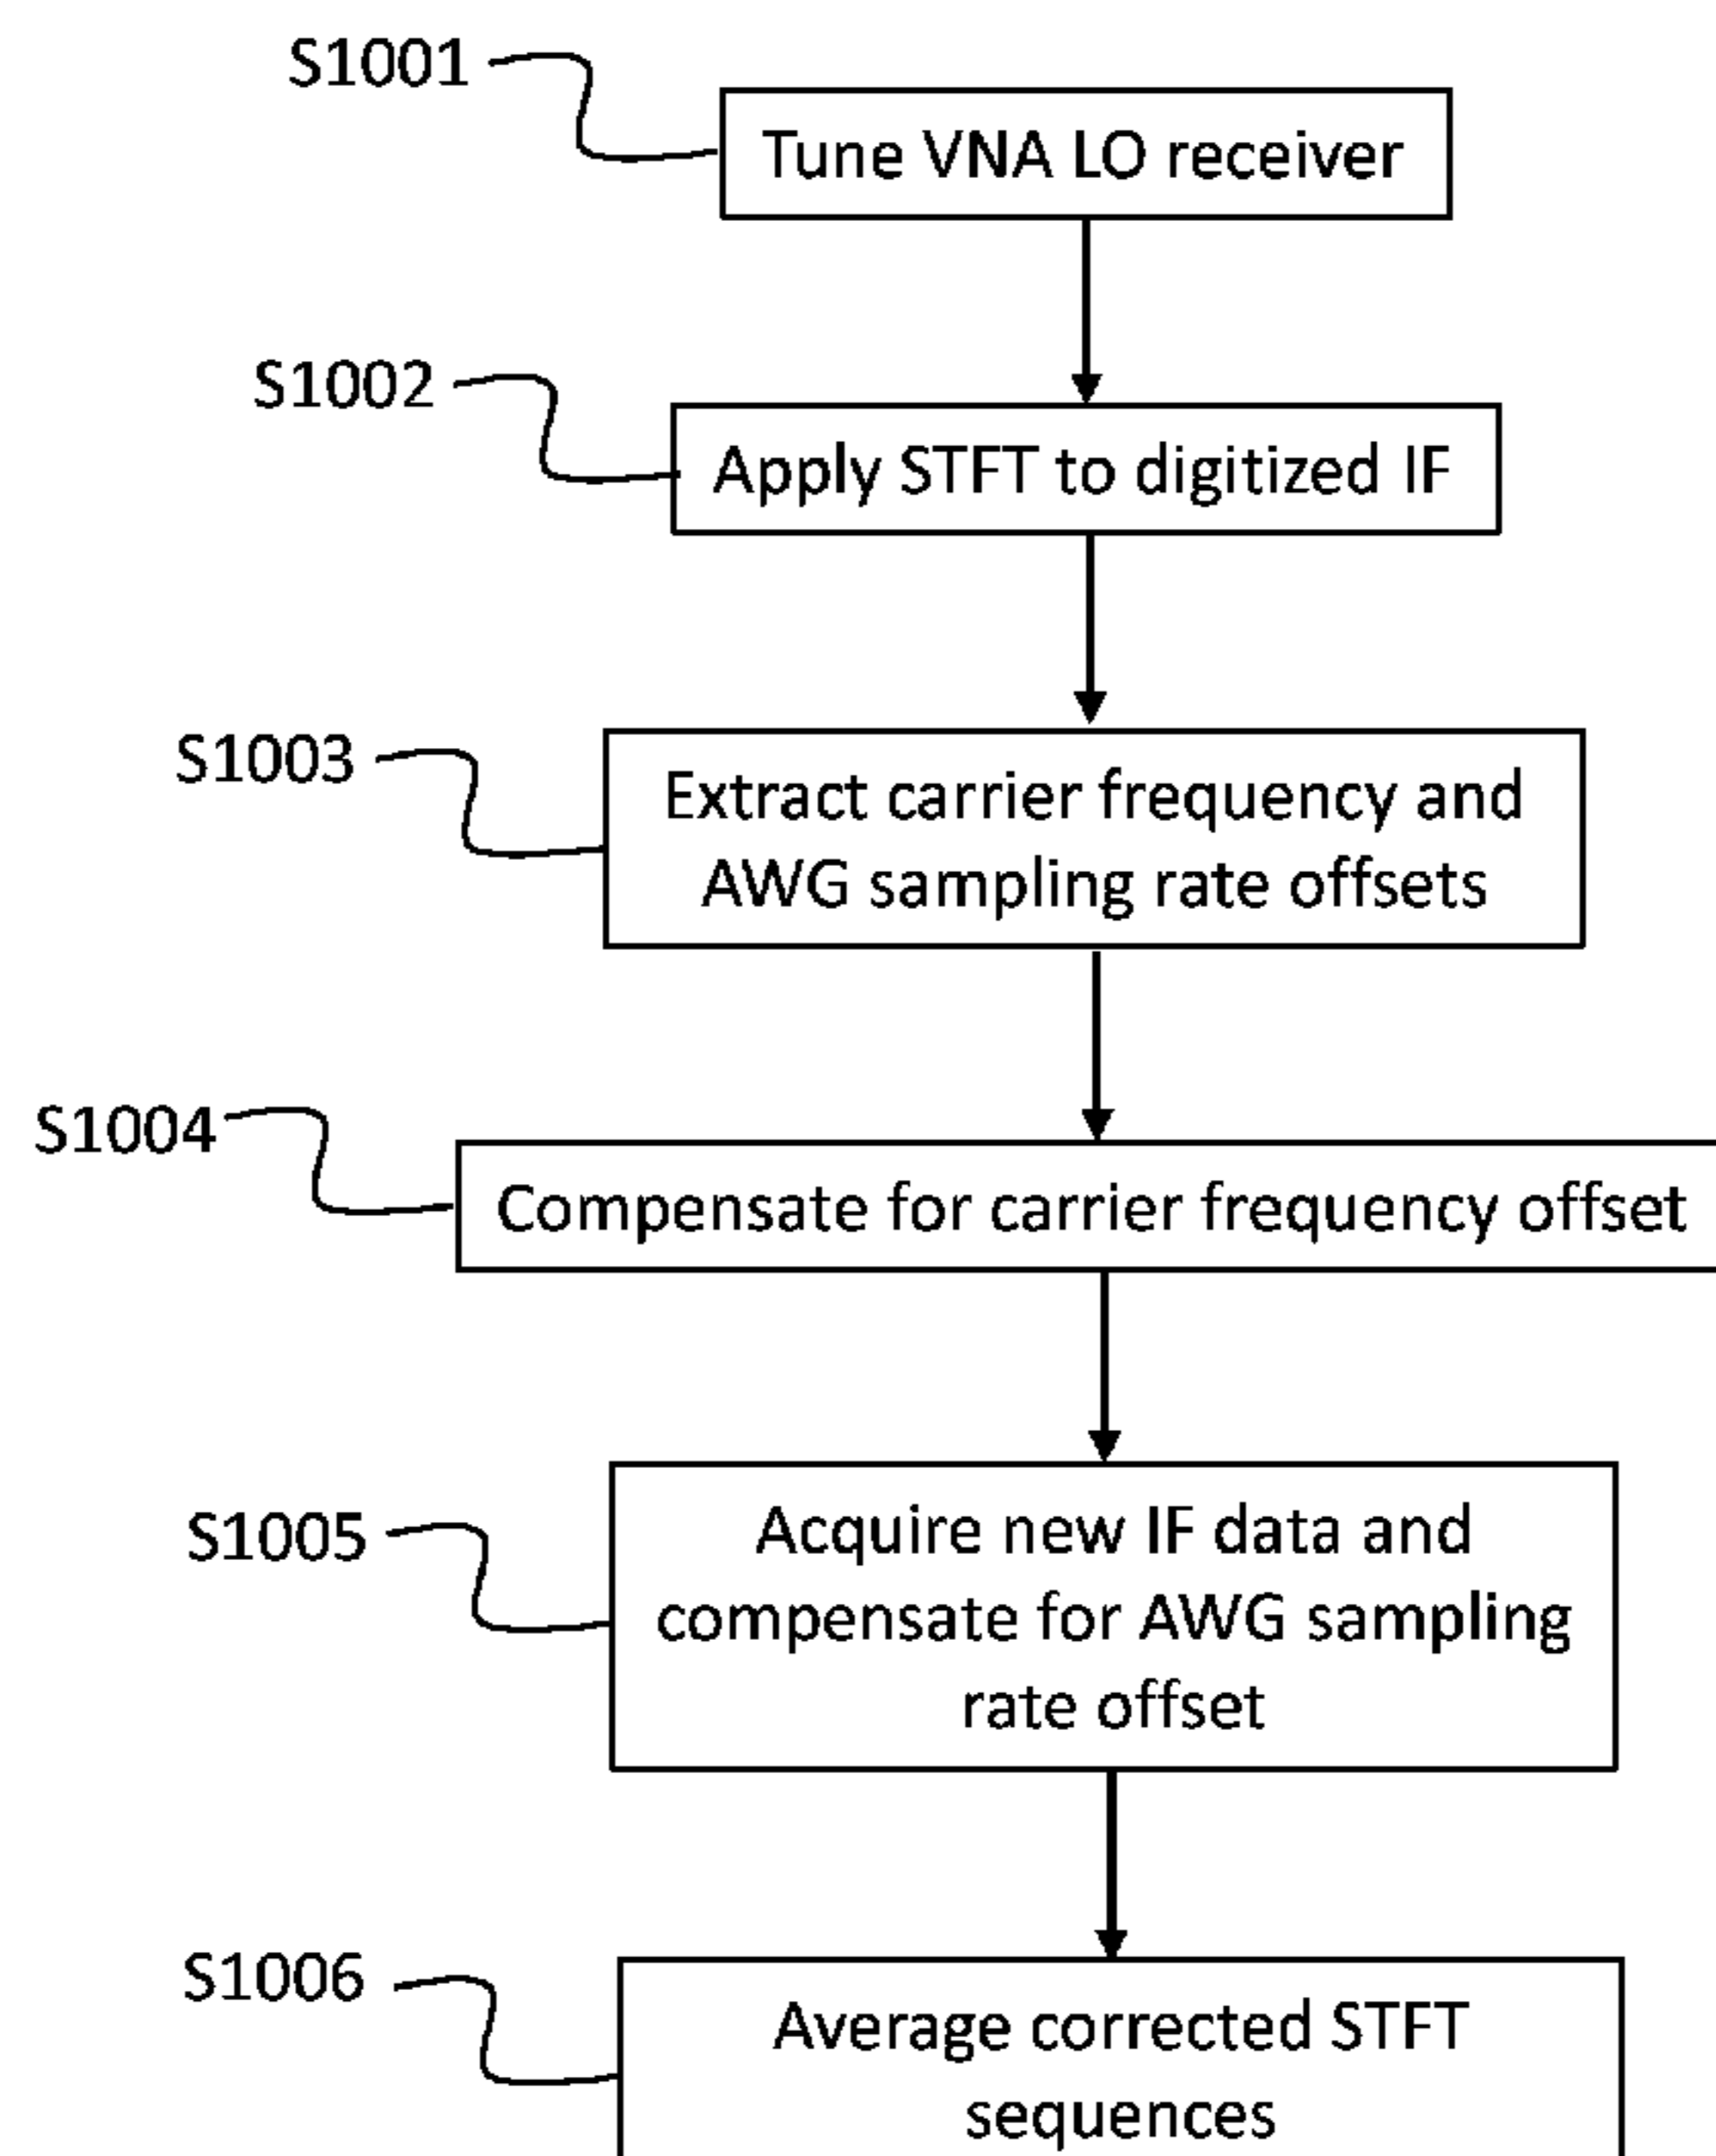 S1001
Tune VNA LO receiver
S1002
Apply STFT to digitized IF
S1003
Extract carrier frequency and
AWG sampling rate offsets
S1004
Compensate for carrier frequency offset
S1005
Acquire new IF data and
compensate for AWG sampling
rate offset
S1006
Average corrected STFT
sequences